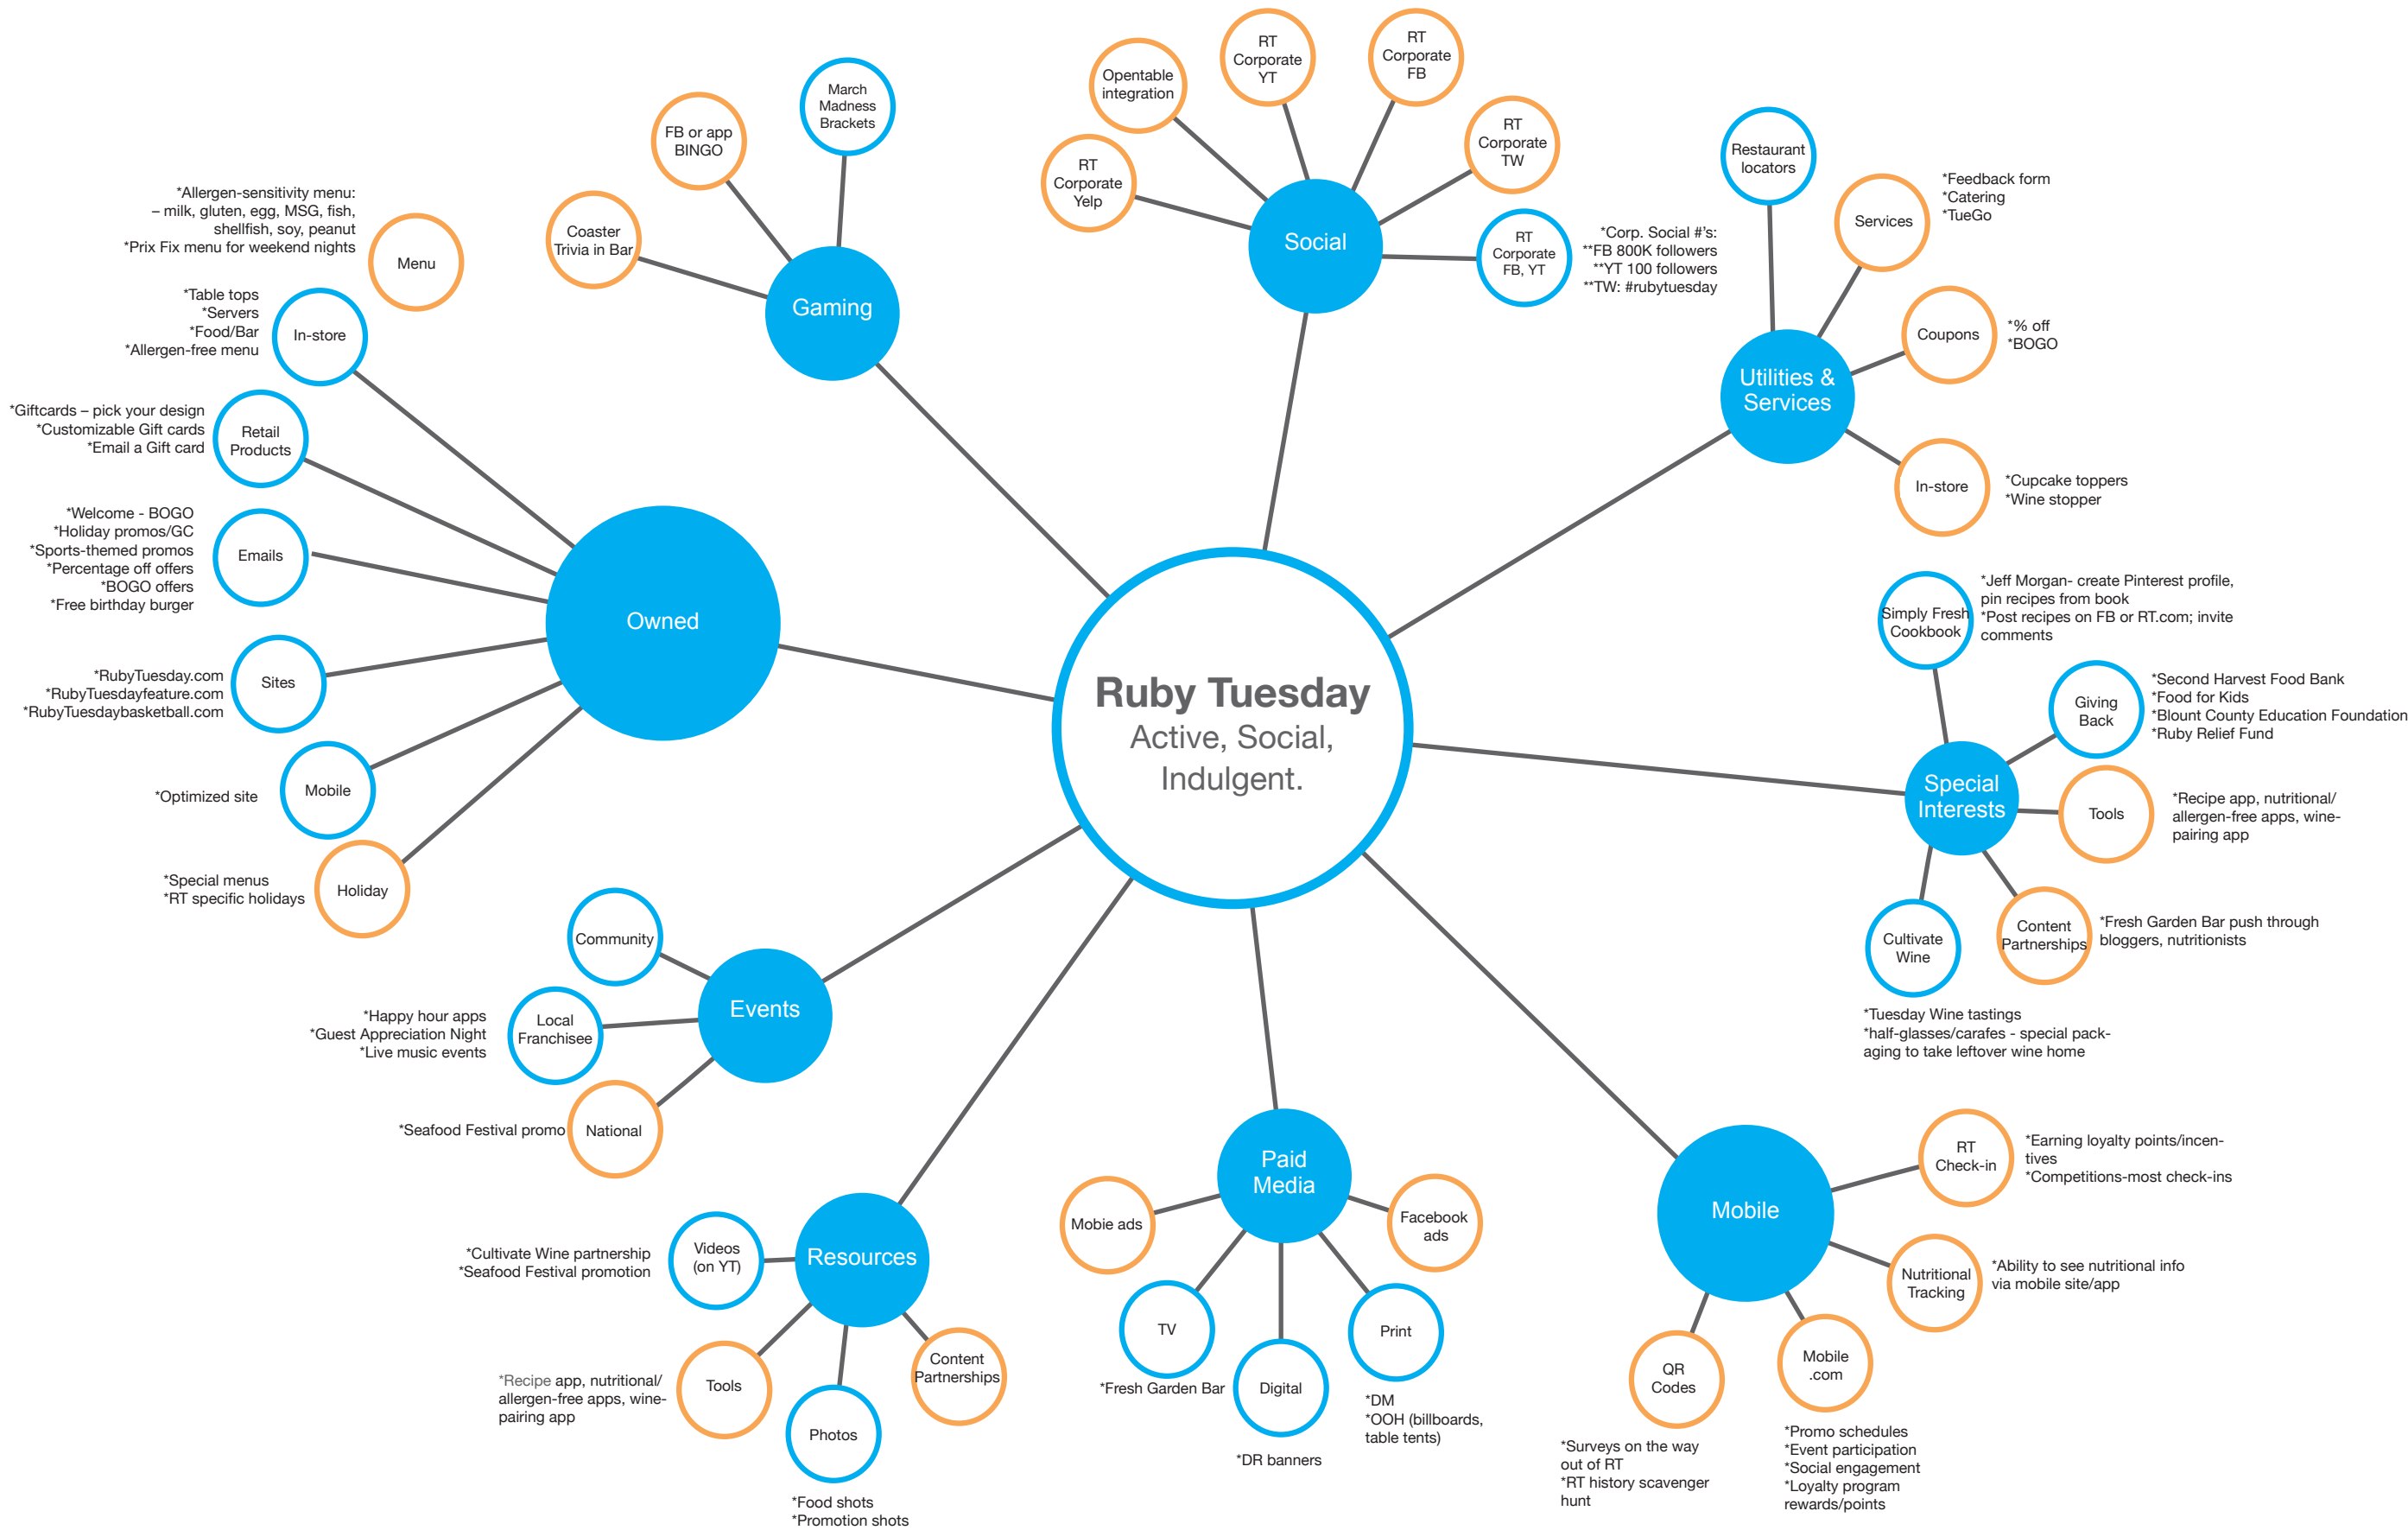 Ruby Tuesday
Active, Social,
Indulgent.
Gaming
Coaster
Trivia in Bar
FB or app
BINGO
March
Madness
Brackets
Social
RT
Corporate
Yelp
Opentable
integration
RT
Corporate
YT
RT
Corporate
FB
RT
Corporate
TW
RT
Corporate
FB, YT
*Corp. Social #'s:
**FB 800K followers
**YT 100 followers
**TW: #rubytuesday
Utilities &
Services
Restaurant
locators
Services
*Feedback form
*Catering
*TueGo
Coupons
*% off
*BOGO
In-store
*Cupcake toppers
*Wine stopper
Special
Interests
Simply Fresh
Cookbook
*Jeff Morgan- create Pinterest profile,
pin recipes from book
*Post recipes on FB or RT.com; invite
comments
Giving
Back
*Second Harvest Food Bank
*Food for Kids
*Blount County Education Foundation
*Ruby Relief Fund
Tools
*Recipe app, nutritional/
allergen-free apps, wine-
pairing app
Content
Partnerships
*Fresh Garden Bar push through
bloggers, nutritionists
Cultivate
Wine
*Tuesday Wine tastings
*half-glasses/carafes - special pack-
aging to take leftover wine home
Mobile
RT
Check-in
*Earning loyalty points/incen-
tives
*Competitions-most check-ins
Nutritional
Tracking
*Ability to see nutritional info
via mobile site/app
Mobile
.com
*Promo schedules
*Event participation
*Social engagement
*Loyalty program
rewards/points
QR
Codes
*Surveys on the way
out of RT
*RT history scavenger
hunt
Paid
Media
Mobie ads
TV
*Fresh Garden Bar
Digital
*DR banners
Print
*DM
*OOH (billboards,
table tents)
Facebook
ads
Resources
Videos
(on YT)
*Cultivate Wine partnership
*Seafood Festival promotion
Tools
*Recipe app, nutritional/
allergen-free apps, wine-
pairing app
Photos
*Food shots
*Promotion shots
Content
Partnerships
Events
Community
Local
Franchisee
*Happy hour apps
*Guest Appreciation Night
*Live music events
National
*Seafood Festival promo
Owned
*Allergen-sensitivity menu:
– milk, gluten, egg, MSG, fish,
shellfish, soy, peanut
*Prix Fix menu for weekend nights
Menu
*Table tops
*Servers
*Food/Bar
*Allergen-free menu
In-store
*Giftcards – pick your design
*Customizable Gift cards
*Email a Gift card
Retail
Products
*Welcome - BOGO
*Holiday promos/GC
*Sports-themed promos
*Percentage off offers
*BOGO offers
*Free birthday burger
Emails
*RubyTuesday.com
*RubyTuesdayfeature.com
*RubyTuesdaybasketball.com
Sites
*Optimized site
Mobile
*Special menus
*RT specific holidays
Holiday